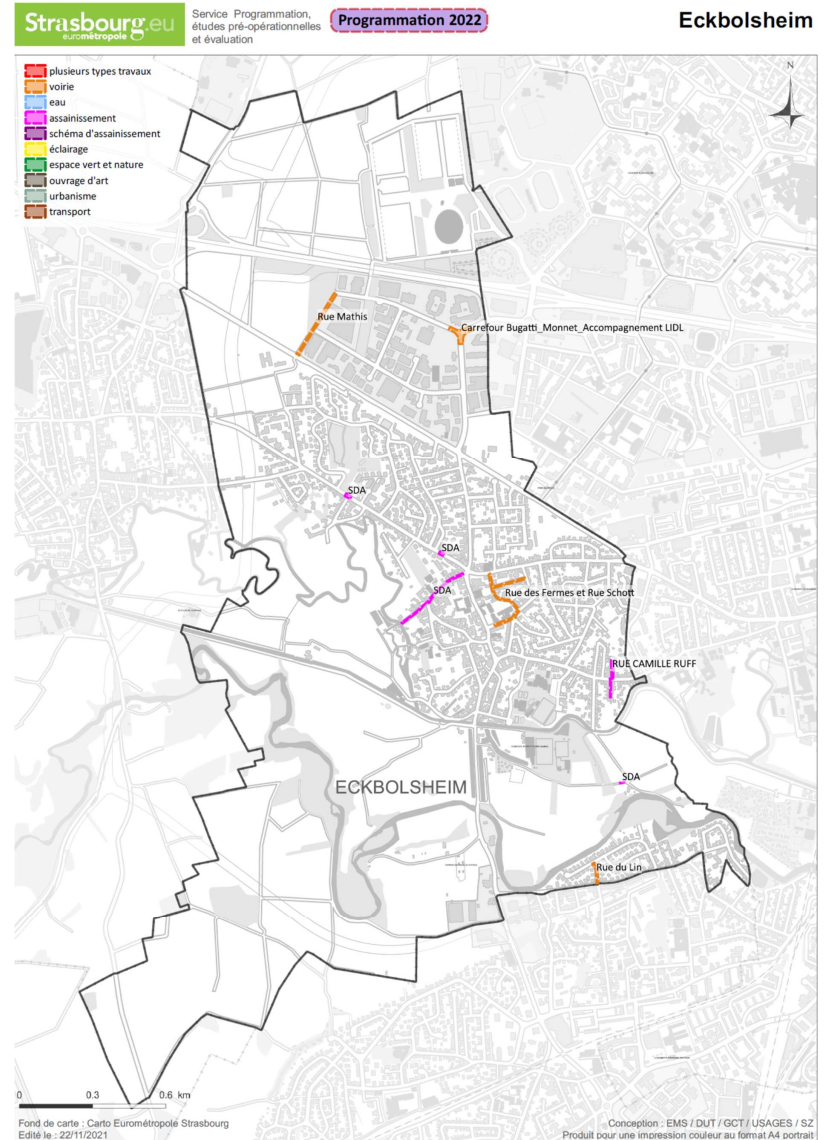 Strasbourg.eu
eurométropole
Service Programmation,
études pré-opérationnelles
et évaluation
Programmation 2022
Eckbolsheim
plusieurs types travaux
voirie
eau
assainissement
schéma d'assainissement
éclairage
espace vert et nature
ouvrage d'art
urbanisme
transport
N
Rue Mathis
Carrefour Bugatti_Monnet_Accompagnement LIDL
SDA
SDA
SDA
Rue des Fermes et Rue Schott
RUE CAMILLE RUFF
SDA
ECKBOLSHEIM
Rue du Lin
0 0.3 0.6 km
Fond de carte : Carto Eurométropole Strasbourg
Edité le : 22/11/2021
Conception : EMS / DUT / GCT / USAGES / SZ
Produit pour une impression couleur au format A4 portrait